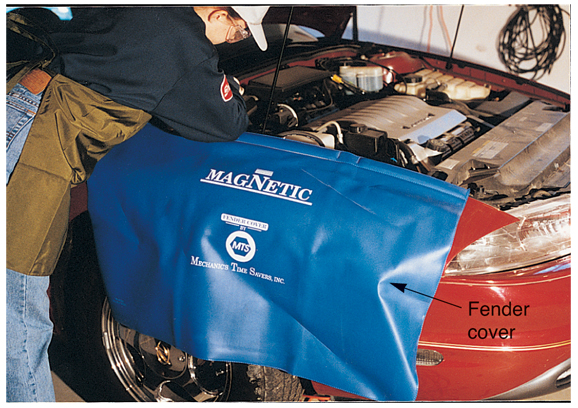 MAGNETIC
FENDER COVER
BY
MTS
MECHANIC'S TIME SAVERS, INC.
Fender
cover